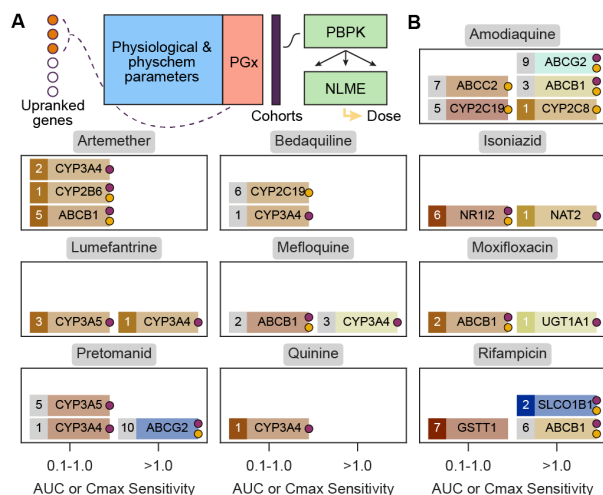 A
B
Physiological &
physchem
parameters
PGx
PBPK
NLME
Upranked
genes
Cohorts
Dose
Amodiaquine
9 ABCG2
7 ABCC2 3 ABCB1
5 CYP2C19 1 CYP2C8
Artemether
2 CYP3A4
1 CYP2B6
5 ABCB1
Bedaquiline
6 CYP2C19
1 CYP3A4
Isoniazid
6 NR1I2 1 NAT2
Lumefantrine
3 CYP3A5 1 CYP3A4
Mefloquine
2 ABCB1 3 CYP3A4
Moxifloxacin
2 ABCB1 1 UGT1A1
Pretomanid
5 CYP3A5
1 CYP3A4 10 ABCG2
Quinine
1 CYP3A4
Rifampicin
2 SLCO1B1
7 GSTT1 6 ABCB1
0.1-1.0 >1.0
AUC or Cmax Sensitivity
0.1-1.0 >1.0
AUC or Cmax Sensitivity
0.1-1.0 >1.0
AUC or Cmax Sensitivity